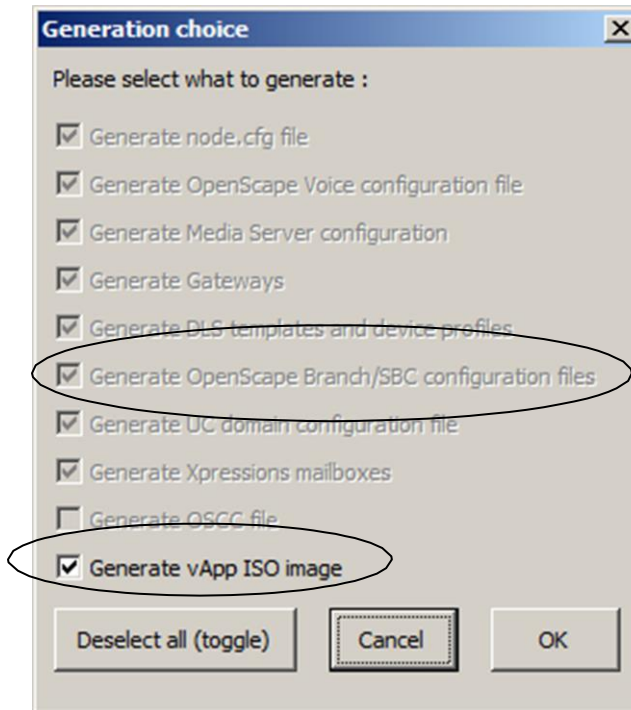 Generation choice
Please select what to generate :
Generate node.cfg file
Generate OpenScape Voice configuration file
Generate Media Server configuration
Generate Gateways
Generate DLS templates and device profiles
Generate OpenScape Branch/SBC configuration files
Generate UC domain configuration file
Generate Xpressions mailboxes
Generate OSCC file
Generate vApp ISO image
Deselect all (toggle) Cancel OK